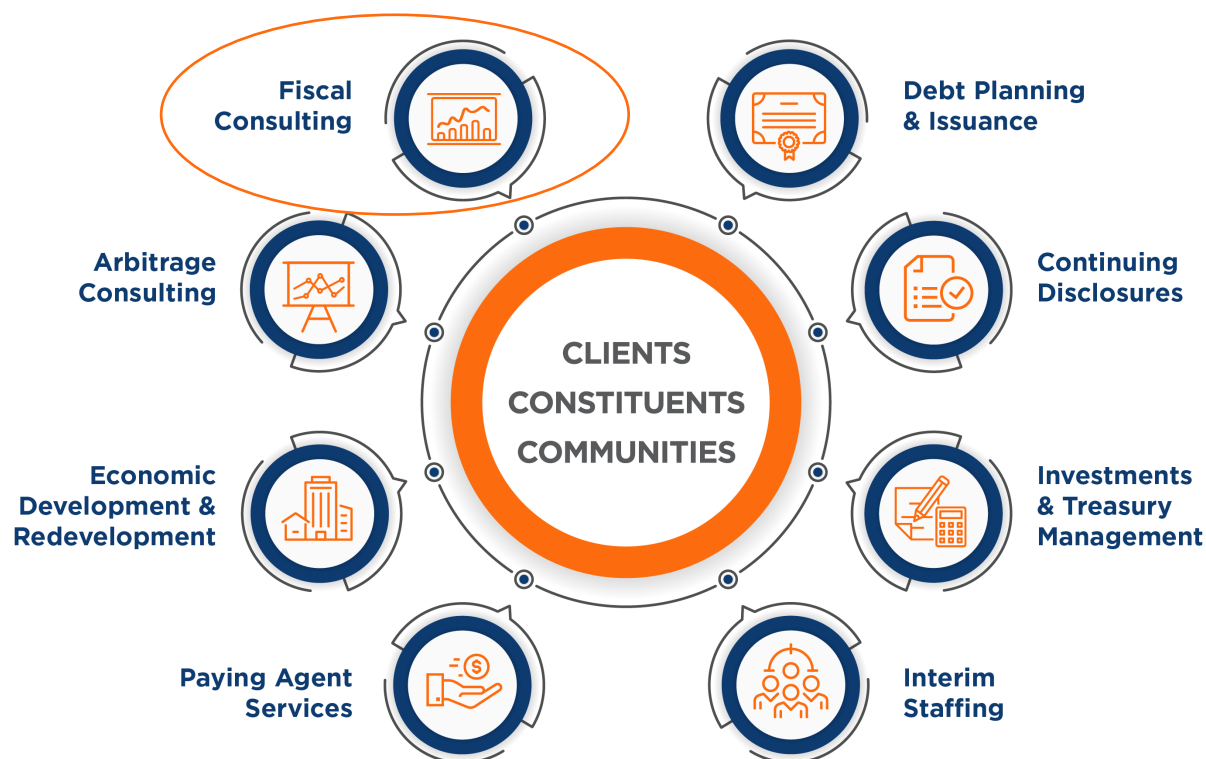 Fiscal
Consulting
Debt Planning
& Issuance
Arbitrage
Consulting
Continuing
Disclosures
CLIENTS
CONSTITUENTS
COMMUNITIES
Economic
Development &
Redevelopment
Investments
& Treasury
Management
Paying Agent
Services
$
Interim
Staffing